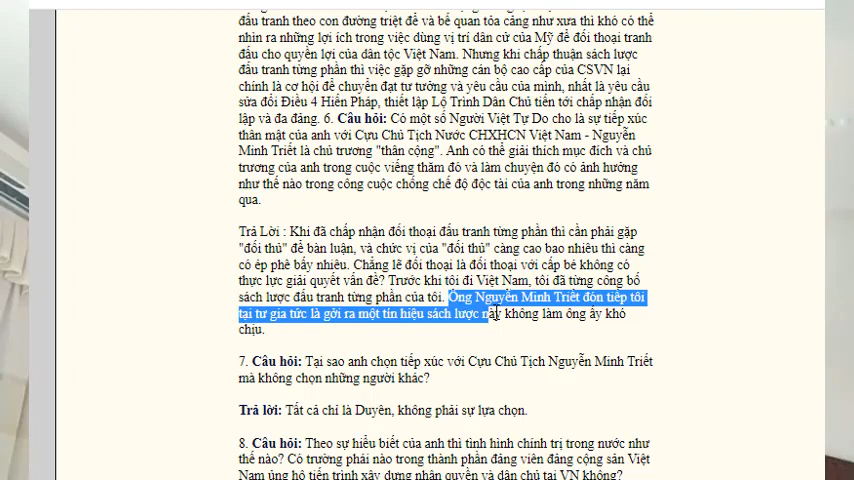 đấu tranh theo con đường triệt để và bế quan tỏa cảng như xưa thì khó có thể
nhìn ra những lợi ích trong việc dùng vị trí dân cử của Mỹ để đối thoại tranh
đấu cho quyền lợi của dân tộc Việt Nam. Nhưng khi chấp thuận sách lược
đấu tranh từng phần thì việc gặp gỡ những cán bộ cao cấp của CSVN lại
chính là cơ hội để chuyển đạt tư tưởng và yêu cầu của mình, nhất là yêu cầu
sửa đổi Điều 4 Hiến Pháp, thiết lập Lộ Trình Dân Chủ tiến tới chấp nhận đối
lập và đa đảng. 6. Câu hỏi: Có một số Người Việt Tự Do cho là sự tiếp xúc
thân mật của anh với Cựu Chủ Tịch Nước CHXHCN Việt Nam - Nguyễn
Minh Triết là chủ trương "thân cộng". Anh có thể giải thích mục đích và chủ
trương của anh trong cuộc viếng thăm đó và làm chuyện đó có ảnh hưởng
như thế nào trong công cuộc chống chế độ độc tài của anh trong những năm
qua.
Trả Lời : Khi đã chấp nhận đối thoại đấu tranh từng phần thì cần phải gặp
"đối thủ" để bàn luận, và chức vị của "đối thủ" càng cao bao nhiêu thì càng
có ép phê bấy nhiêu. Chẳng lẽ đối thoại là đối thoại với cấp bé không có
thực lực giải quyết vấn đề? Trước khi tôi đi Việt Nam, tôi đã từng công bố
sách lược đấu tranh từng phần của tôi. Ông Nguyễn Minh Triết đón tiếp tôi
tại tư gia tức là gởi ra một tín hiệu sách lược này không làm ông ấy khó
chịu.
7. Câu hỏi: Tại sao anh chọn tiếp xúc với Cựu Chủ Tịch Nguyễn Minh Triết
mà không chọn những người khác?
Trả lời: Tất cả chỉ là Duyên, không phải sự lựa chọn.
8. Câu hỏi: Theo sự hiểu biết của anh thì tình hình chính trị trong nước như
thế nào? Có trường phái nào trong thành phần đảng viên đảng cộng sản Việt
Nam ủng hộ tiến trình xây dựng nhân quyền và dân chủ tại VN không?